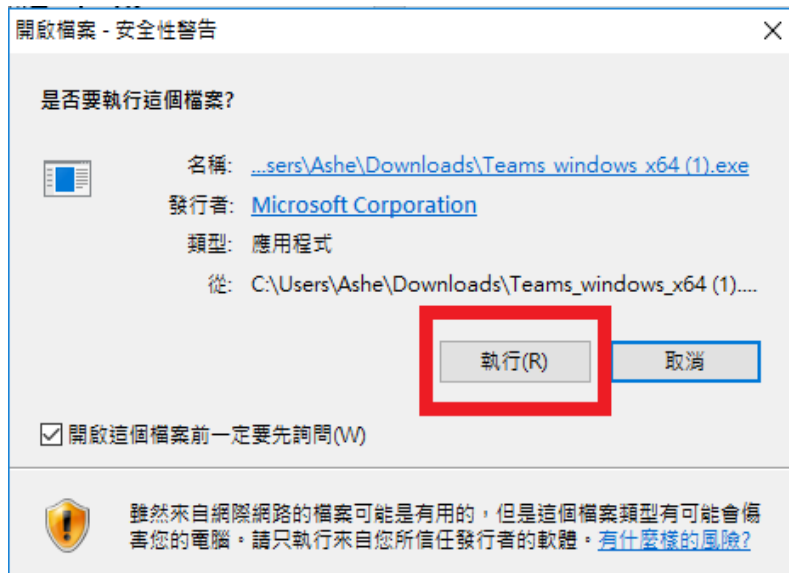 開啟檔案 - 安全性警告
是否要執行這個檔案?
名稱: ...sers\Ashe\Downloads\Teams_windows_x64 (1).exe
發行者: Microsoft Corporation
類型: 應用程式
從: C:\Users\Ashe\Downloads\Teams_windows_x64 (1)....
執行(R) 取消
開啟這個檔案前一定要先詢問(W)
雖然來自網際網路的檔案可能是有用的，但是這個檔案類型有可能會傷
害您的電腦。請只執行來自您所信任發行者的軟體。有什麼樣的風險?